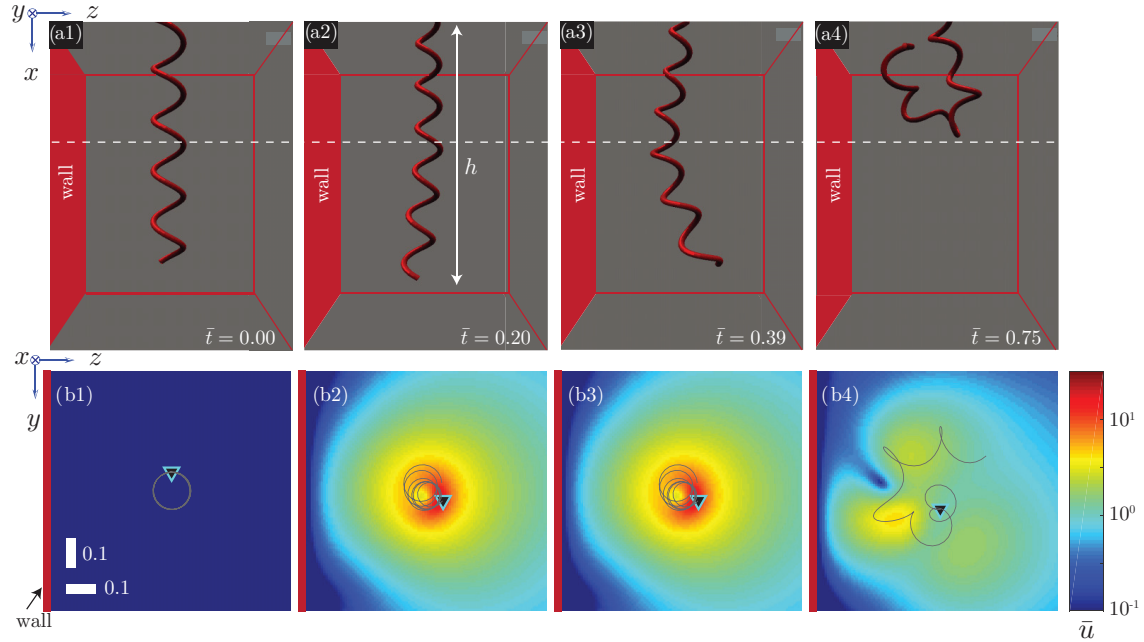 y z
x
(a1) (a2) (a3) (a4)
wall wall wall wall
h
t̄ = 0.00 t̄ = 0.20 t̄ = 0.39 t̄ = 0.75
x z
y
(b1) (b2) (b3) (b4)
0.1
0.1
wall
10¹
10⁰
10⁻¹
ū